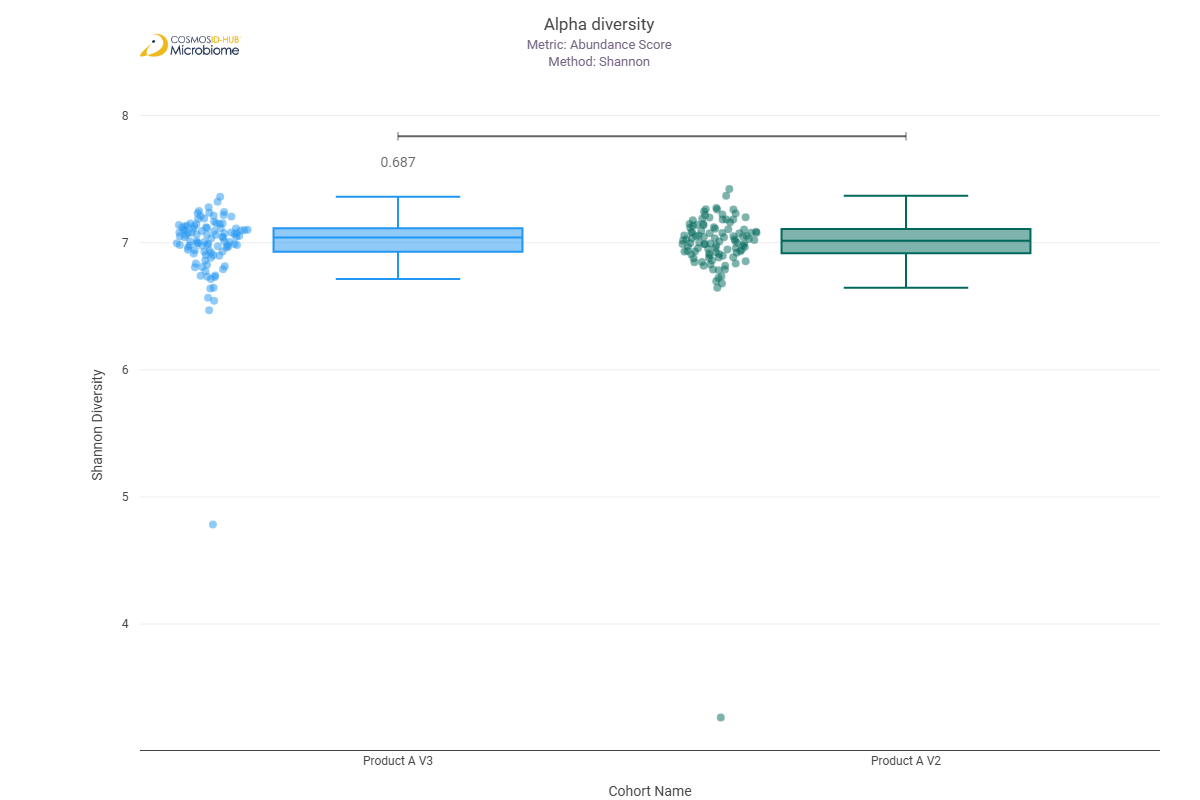 Alpha diversity
Metric: Abundance Score
Method: Shannon
COSMOSID-HUB
Microbiome
8
0.687
7
6
5
4
Shannon Diversity
Product A V3
Product A V2
Cohort Name